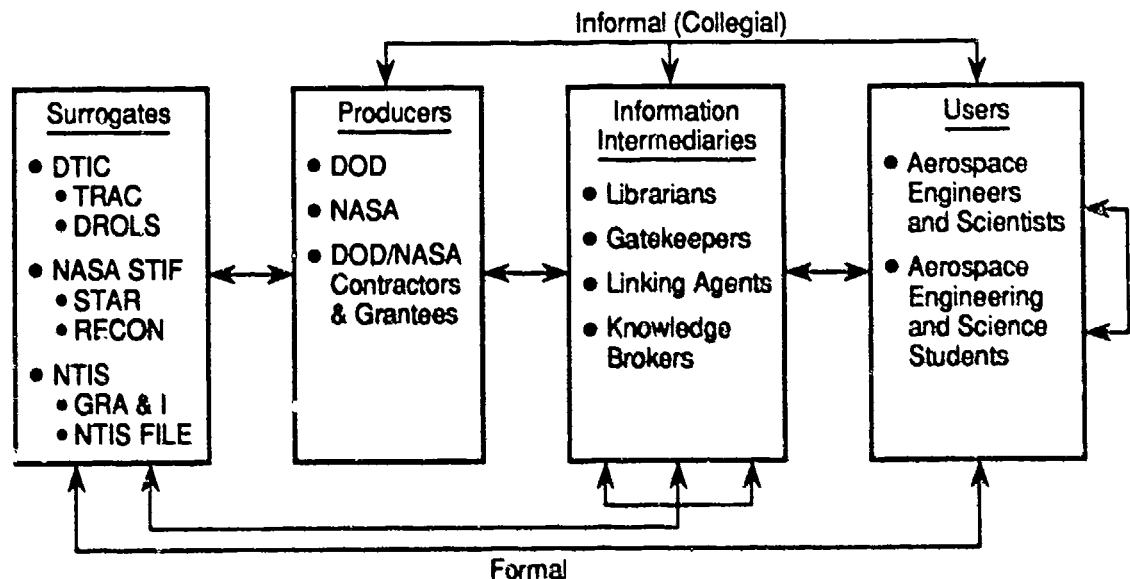 Informal (Collegial)
Surrogates
• DTIC
• TRAC
• DROLS
• NASA STIF
• STAR
• RECON
• NTIS
• GRA & I
• NTIS FILE
Producers
• DOD
• NASA
• DOD/NASA
Contractors
& Grantees
Information
Intermediaries
• Librarians
• Gatekeepers
• Linking Agents
• Knowledge
Brokers
Users
• Aerospace
Engineers
and Scientists
• Aerospace
Engineering
and Science
Students
Formal